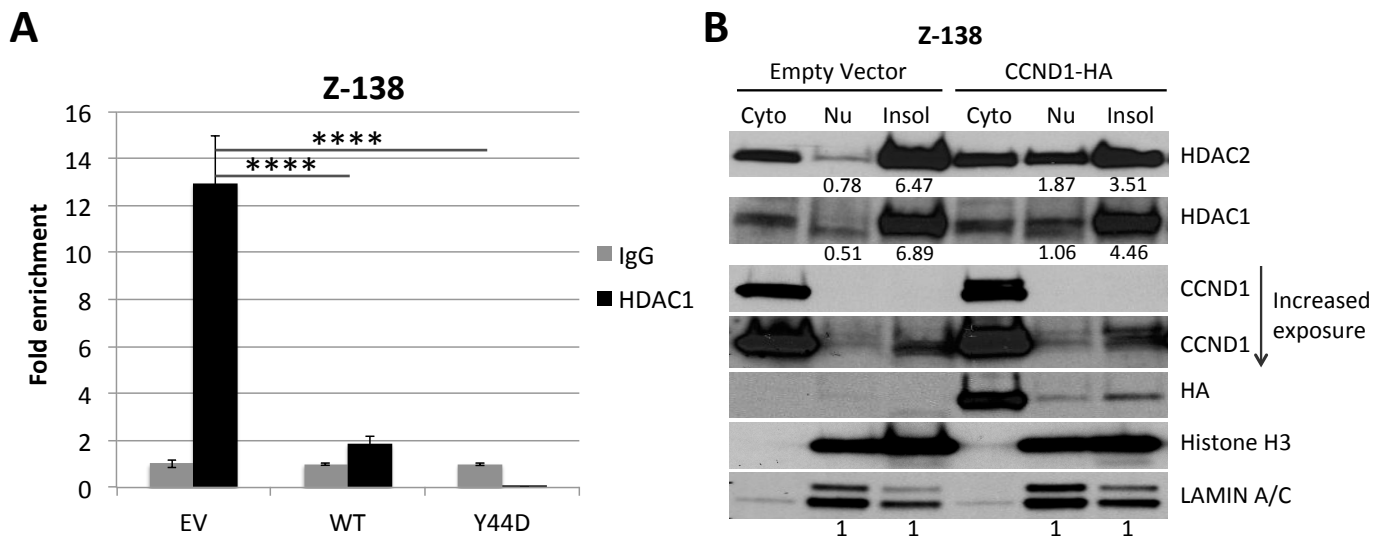 A
Z-138
Fold enrichment
16
14
12
10
8
6
4
2
0
****
****
EV
WT
Y44D
IgG
HDAC1
B
Z-138
Empty Vector CCND1-HA
Cyto Nu Insol Cyto Nu Insol
HDAC2
0.78 6.47 1.87 3.51
HDAC1
0.51 6.89 1.06 4.46
CCND1
CCND1
Increased
exposure
HA
Histone H3
LAMIN A/C
1 1 1 1